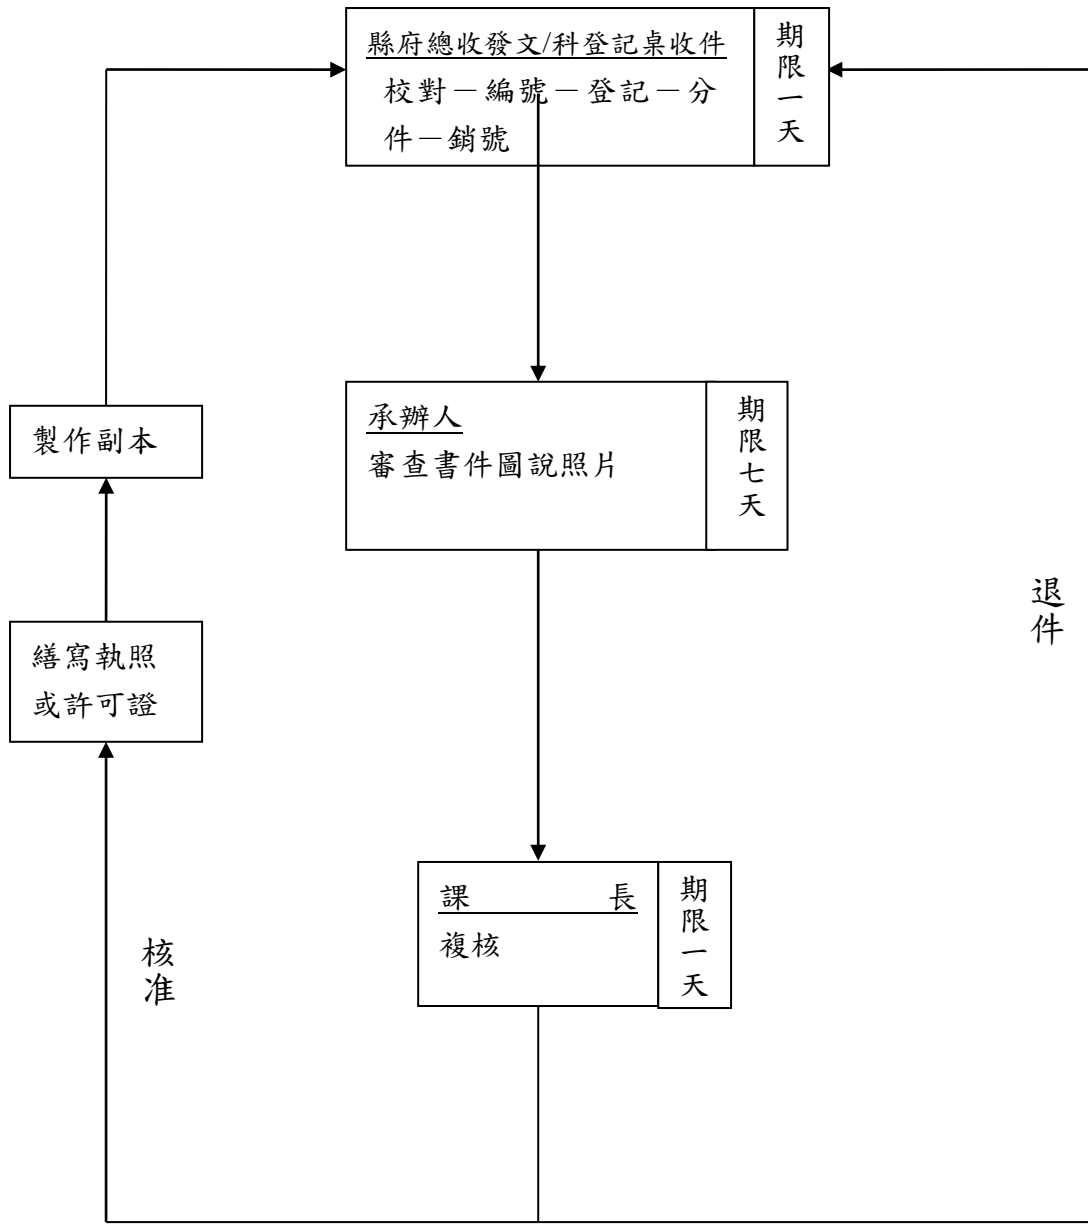 縣府總收發文/科登記桌收件
校對－編號－登記－分
件－銷號
期限一天
承辦人
審查書件圖說照片
期限七天
製作副本
繕寫執照
或許可證
退件
課 長
複核
期限一天
核准